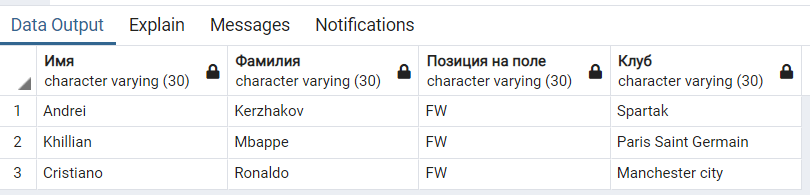 Data Output Explain Messages Notifications
Имя Фамилия Позиция на поле Клуб
character varying (30) character varying (30) character varying (30) character varying (30)
1 Andrei Kerzhakov FW Spartak
2 Khillian Mbappe FW Paris Saint Germain
3 Cristiano Ronaldo FW Manchester city